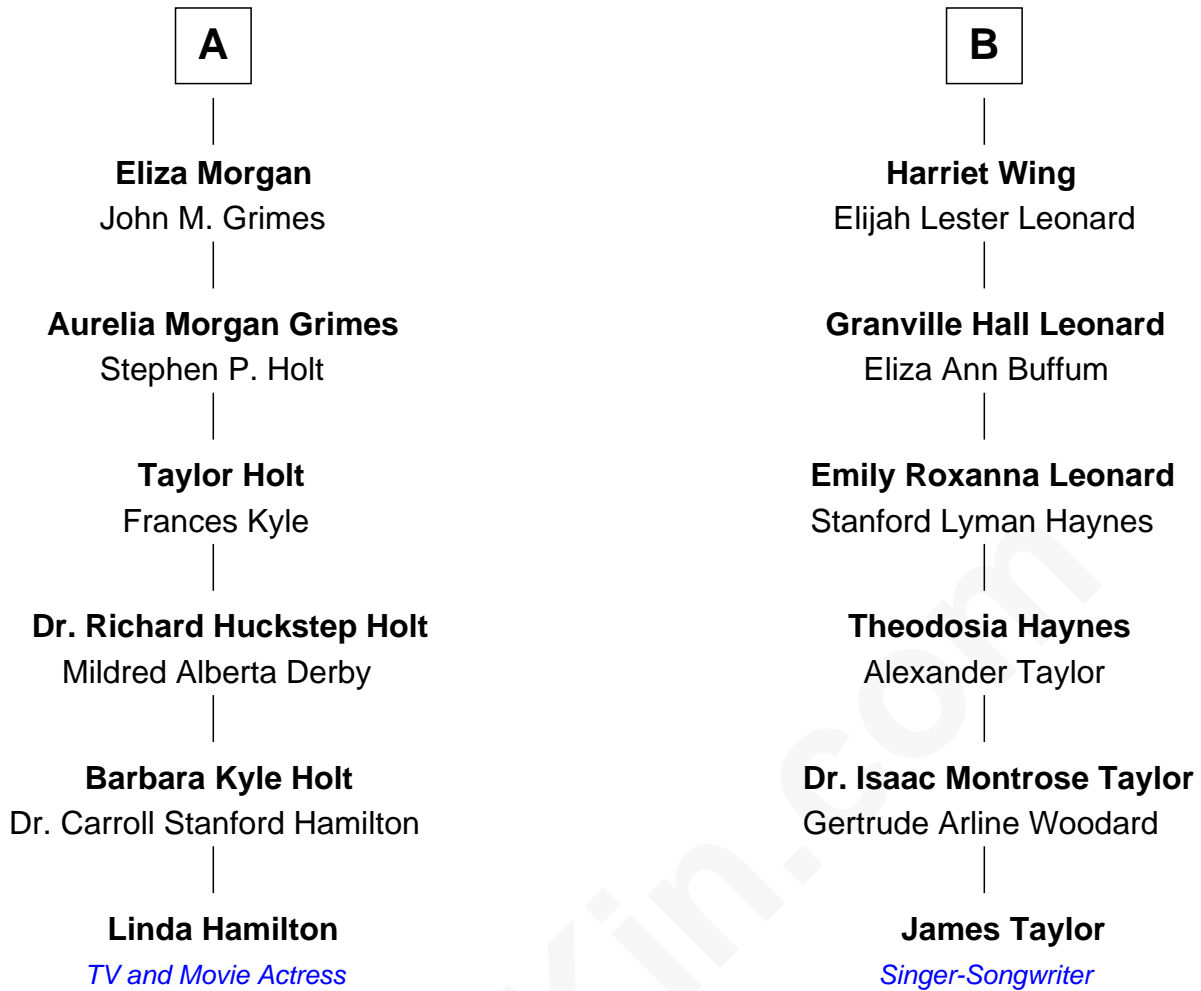 A
Eliza Morgan
John M. Grimes
Aurelia Morgan Grimes
Stephen P. Holt
Taylor Holt
Frances Kyle
Dr. Richard Huckstep Holt
Mildred Alberta Derby
Barbara Kyle Holt
Dr. Carroll Stanford Hamilton
Linda Hamilton
TV and Movie Actress
B
Harriet Wing
Elijah Lester Leonard
Granville Hall Leonard
Eliza Ann Buffum
Emily Roxanna Leonard
Stanford Lyman Haynes
Theodosia Haynes
Alexander Taylor
Dr. Isaac Montrose Taylor
Gertrude Arline Woodard
James Taylor
Singer-Songwriter
Kin.com